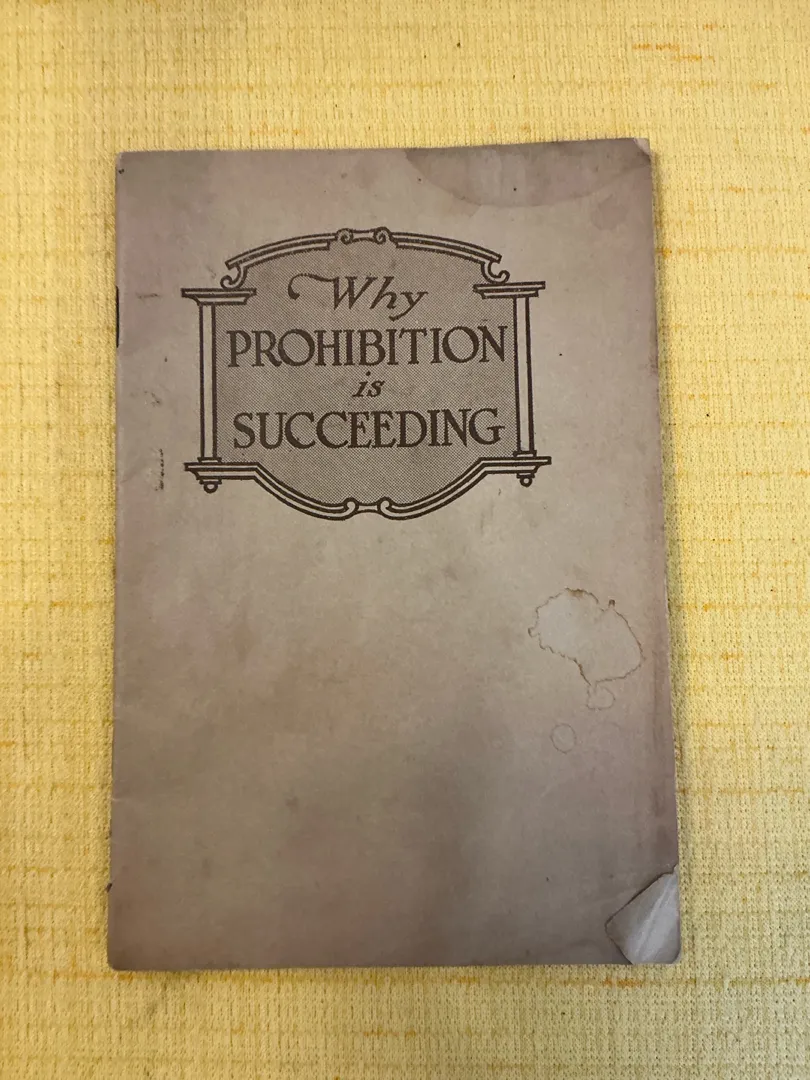 Why
PROHIBITION
is
SUCCEEDING